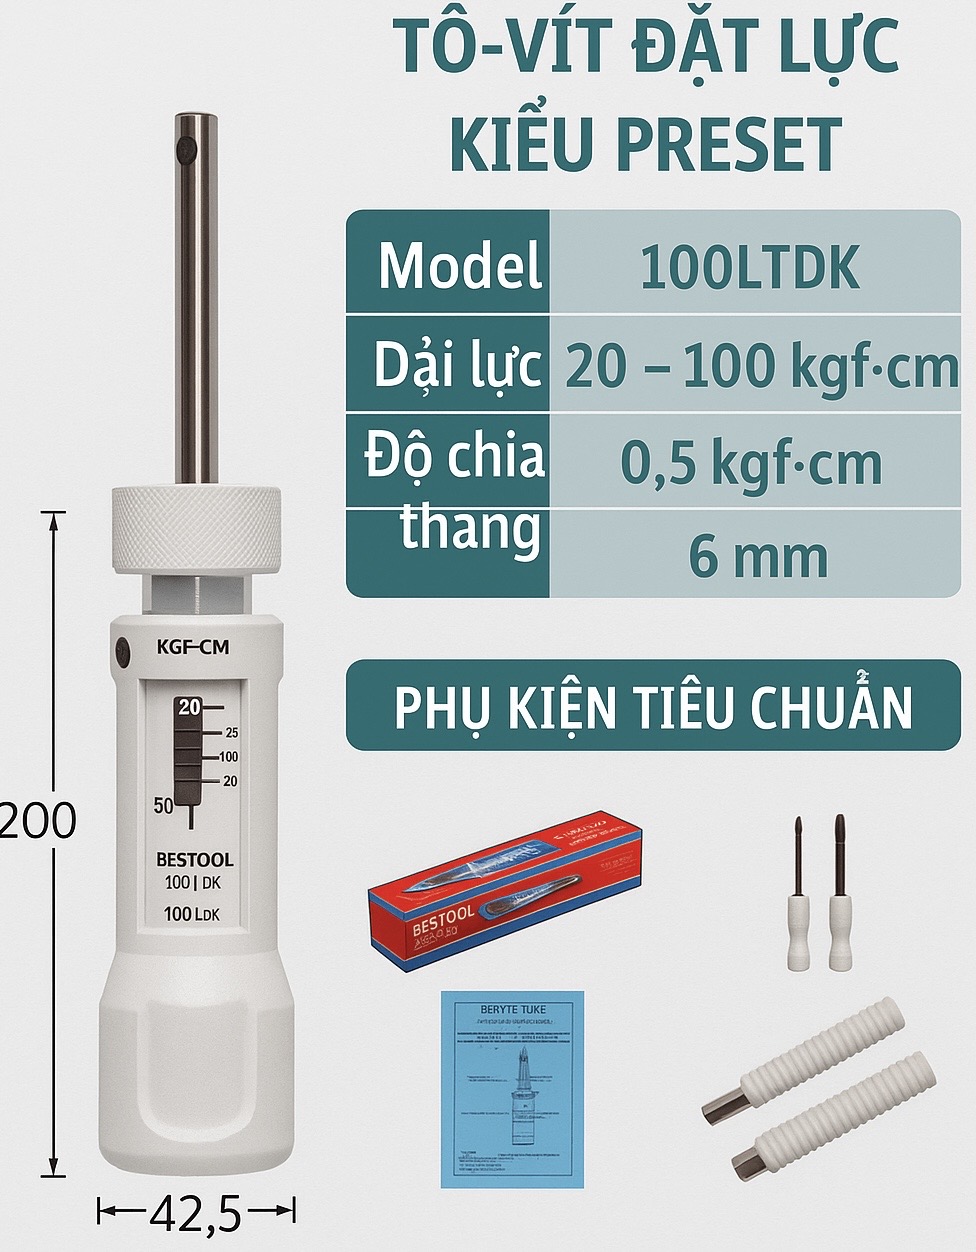 TÔ-VÍT ĐẶT LỰC
KIỂU PRESET
Model 100LTDK
Dải lực 20 – 100 kgf·cm
Độ chia 0,5 kgf·cm
thang
6 mm
PHỤ KIỆN TIÊU CHUẨN
KGF-CM
20
25
100
20
50
BESTOOL
100 | DK
100 LDK
200
42,5
BESTOOL
BERYTE TUKE